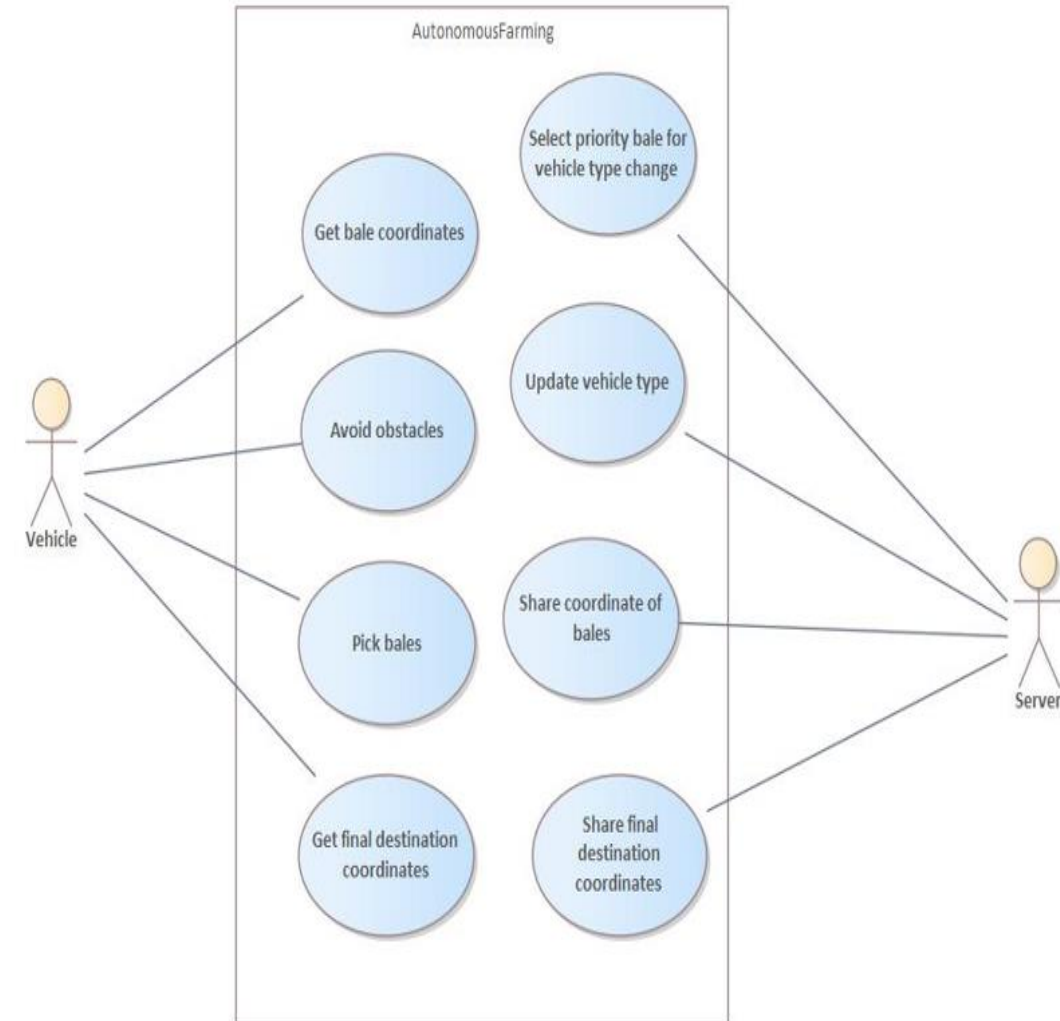 AutonomousFarming
Select priority bale for
vehicle type change
Get bale coordinates
Update vehicle type
Avoid obstacles
Vehicle
Share coordinate of
bales
Pick bales
Server
Get final destination
coordinates
Share final
destination
coordinates